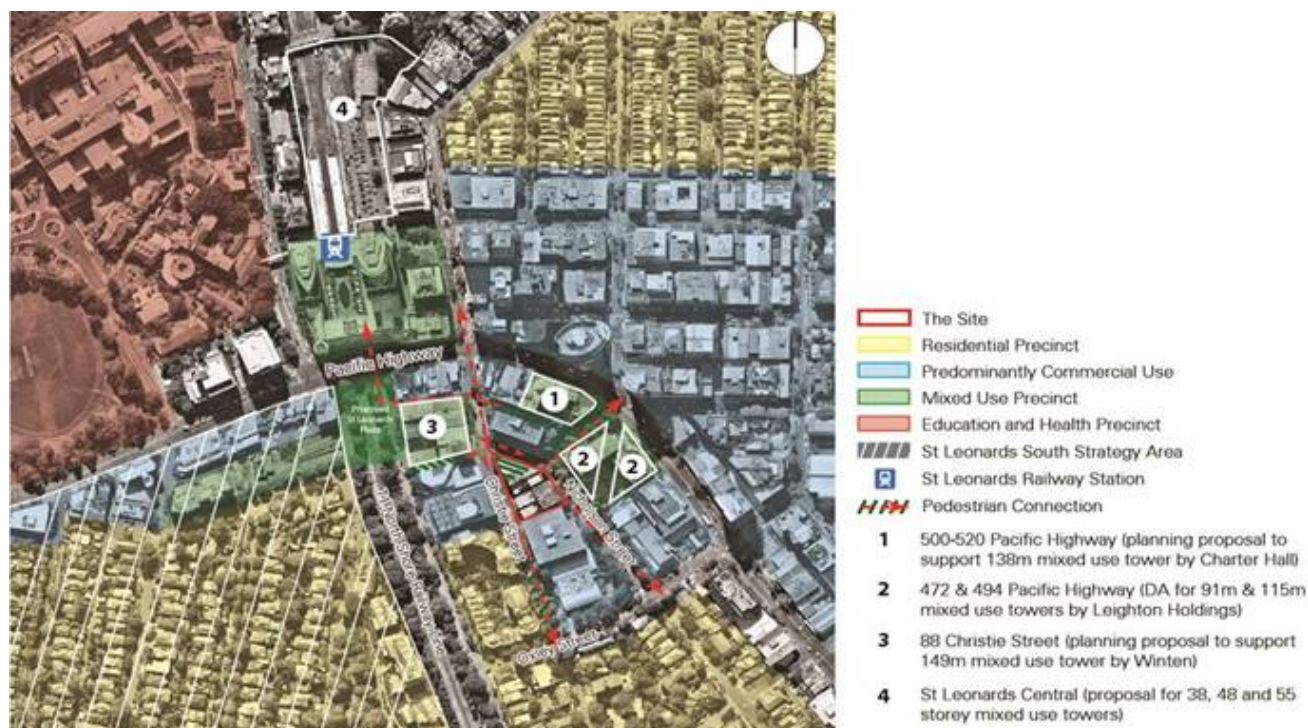 4
Pacific Highway
Proposed
St Leonards
Plaza
1
3
2
2
Christie Street
Oxley Street
The Site
Residential Precinct
Predominantly Commercial Use
Mixed Use Precinct
Education and Health Precinct
St Leonards South Strategy Area
St Leonards Railway Station
Pedestrian Connection
1 500-520 Pacific Highway (planning proposal to
support 138m mixed use tower by Charter Hall)
2 472 & 494 Pacific Highway (DA for 91m & 115m
mixed use towers by Leighton Holdings)
3 88 Christie Street (planning proposal to support
149m mixed use tower by Winten)
4 St Leonards Central (proposal for 38, 48 and 55
storey mixed use towers)